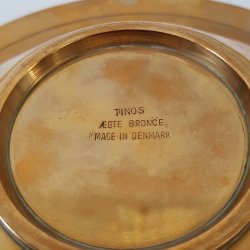 TINOS
ÆGTE BRONCE,
MADE IN DENMARK